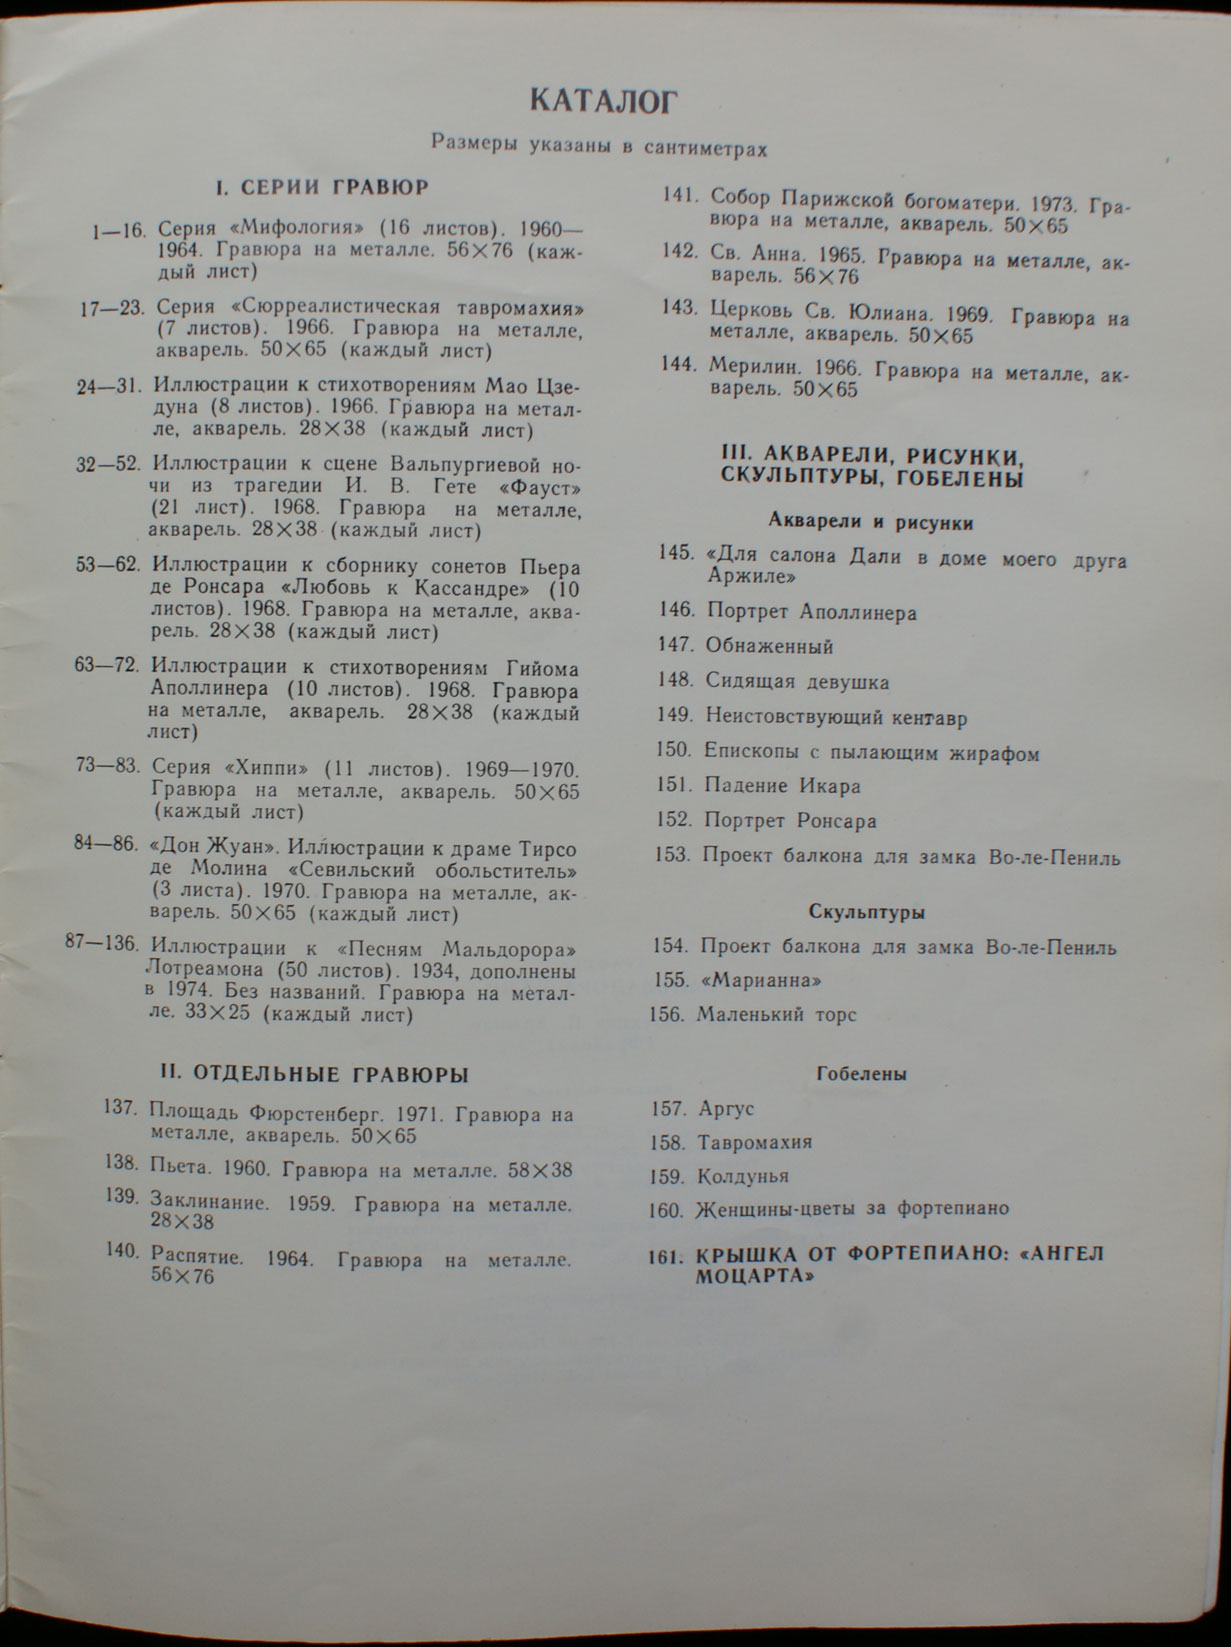 КАТАЛОГ
Размеры указаны в сантиметрах
I. СЕРИИ ГРАВЮР
1—16. Серия «Мифология» (16 листов). 1960—
1964. Гравюра на металле. 56×76 (каж-
дый лист)
17—23. Серия «Сюрреалистическая тавромахия»
(7 листов). 1966. Гравюра на металле,
акварель. 50×65 (каждый лист)
24—31. Иллюстрации к стихотворениям Мао Цзе-
дуна (8 листов). 1966. Гравюра на метал-
ле, акварель. 28×38 (каждый лист)
32—52. Иллюстрации к сцене Вальпургиевой но-
чи из трагедии И. В. Гете «Фауст»
(21 лист). 1968. Гравюра на металле,
акварель. 28×38 (каждый лист)
53—62. Иллюстрации к сборнику сонетов Пьера
де Ронсара «Любовь к Кассандре» (10
листов). 1968. Гравюра на металле, аква-
рель. 28×38 (каждый лист)
63—72. Иллюстрации к стихотворениям Гийома
Аполлинера (10 листов). 1968. Гравюра
на металле, акварель. 28×38 (каждый
лист)
73—83. Серия «Хиппи» (11 листов). 1969—1970.
Гравюра на металле, акварель. 50×65
(каждый лист)
84—86. «Дон Жуан». Иллюстрации к драме Тирсо
де Молина «Севильский обольститель»
(3 листа). 1970. Гравюра на металле, ак-
варель. 50×65 (каждый лист)
87—136. Иллюстрации к «Песням Мальдорора»
Лотреамона (50 листов). 1934, дополнены
в 1974. Без названий. Гравюра на метал-
ле. 33×25 (каждый лист)
II. ОТДЕЛЬНЫЕ ГРАВЮРЫ
137. Площадь Фюрстенберг. 1971. Гравюра на
металле, акварель. 50×65
138. Пьета. 1960. Гравюра на металле. 58×38
139. Заклинание. 1959. Гравюра на металле.
28×38
140. Распятие. 1964. Гравюра на металле.
56×76
141. Собор Парижской богоматери. 1973. Гра-
вюра на металле, акварель. 50×65
142. Св. Анна. 1965. Гравюра на металле, ак-
варель. 56×76
143. Церковь Св. Юлиана. 1969. Гравюра на
металле, акварель. 50×65
144. Мерилин. 1966. Гравюра на металле, ак-
варель. 50×65
III. АКВАРЕЛИ, РИСУНКИ,
СКУЛЬПТУРЫ, ГОБЕЛЕНЫ
Акварели и рисунки
145. «Для салона Дали в доме моего друга
Аржиле»
146. Портрет Аполлинера
147. Обнаженный
148. Сидящая девушка
149. Неистовствующий кентавр
150. Епископы с пылающим жирафом
151. Падение Икара
152. Портрет Ронсара
153. Проект балкона для замка Во-ле-Пениль
Скульптуры
154. Проект балкона для замка Во-ле-Пениль
155. «Марианна»
156. Маленький торс
Гобелены
157. Аргус
158. Тавромахия
159. Колдунья
160. Женщины-цветы за фортепиано
161. КРЫШКА ОТ ФОРТЕПИАНО: «АНГЕЛ
МОЦАРТА»